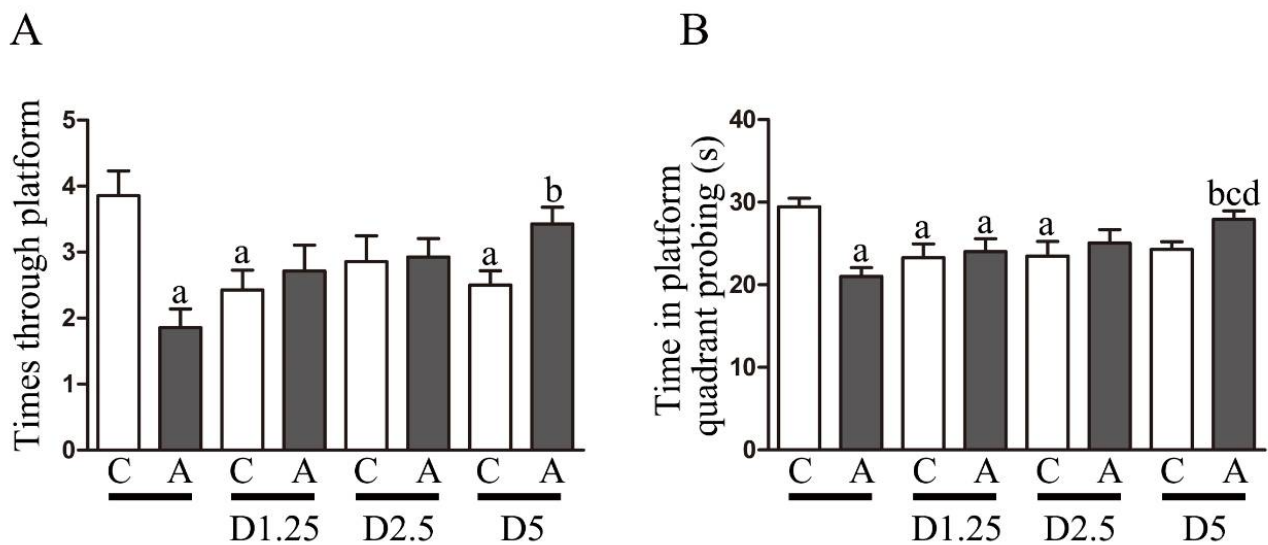 A
B
Times through platform
5
4
3
2
1
0
a
a
a
b
C A C A C A C A
D1.25 D2.5 D5
Time in platform
quadrant probing (s)
40
30
20
10
0
a
a
a
a
bcd
C A C A C A C A
D1.25 D2.5 D5